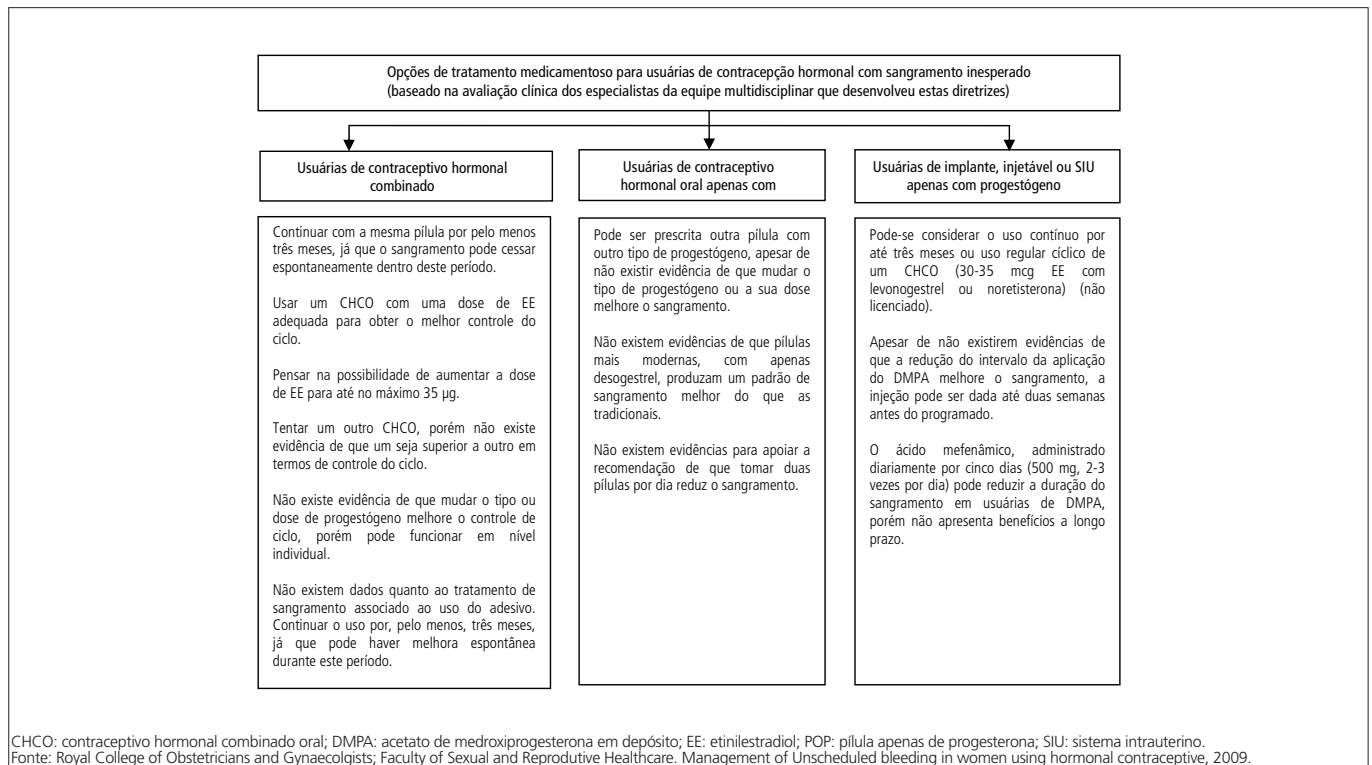 Opções de tratamento medicamentoso para usuárias de contracepção hormonal com sangramento inesperado
(baseado na avaliação clínica dos especialistas da equipe multidisciplinar que desenvolveu estas diretrizes)
Usuárias de contraceptivo hormonal
combinado
Continuar com a mesma pílula por pelo menos
três meses, já que o sangramento pode cessar
espontaneamente dentro deste período.
Usar um CHCO com uma dose de EE
adequada para obter o melhor controle do
ciclo.
Pensar na possibilidade de aumentar a dose
de EE para até no máximo 35 µg.
Tentar um outro CHCO, porém não existe
evidência de que um seja superior a outro em
termos de controle do ciclo.
Não existe evidência de que mudar o tipo ou
dose de progestógeno melhore o controle de
ciclo, porém pode funcionar em nível
individual.
Não existem dados quanto ao tratamento de
sangramento associado ao uso do adesivo.
Continuar o uso por, pelo menos, três meses,
já que pode haver melhora espontânea
durante este período.
Usuárias de contraceptivo
hormonal oral apenas com
Pode ser prescrita outra pílula com
outro tipo de progestógeno, apesar de
não existir evidência de que mudar o
tipo de progestógeno ou a sua dose
melhore o sangramento.
Não existem evidências de que pílulas
mais modernas, com apenas
desogestrel, produzam um padrão de
sangramento melhor do que as
tradicionais.
Não existem evidências para apoiar a
recomendação de que tomar duas
pílulas por dia reduz o sangramento.
Usuárias de implante, injetável ou SIU
apenas com progestógeno
Pode-se considerar o uso contínuo por
até três meses ou uso regular cíclico de
um CHCO (30-35 mcg EE com
levonogestrel ou noretisterona) (não
licenciado).
Apesar de não existirem evidências de
que a redução do intervalo da aplicação
do DMPA melhore o sangramento, a
injeção pode ser dada até duas semanas
antes do programado.
O ácido mefenâmico, administrado
diariamente por cinco dias (500 mg, 2-3
vezes por dia) pode reduzir a duração do
sangramento em usuárias de DMPA,
porém não apresenta benefícios a longo
prazo.
CHCO: contraceptivo hormonal combinado oral; DMPA: acetato de medroxiprogesterona em depósito; EE: etinilestradiol; POP: pílula apenas de progesterona; SIU: sistema intrauterino.
Fonte: Royal College of Obstetricians and Gynaecolgists; Faculty of Sexual and Reprodutive Healthcare. Management of Unscheduled bleeding in women using hormonal contraceptive, 2009.